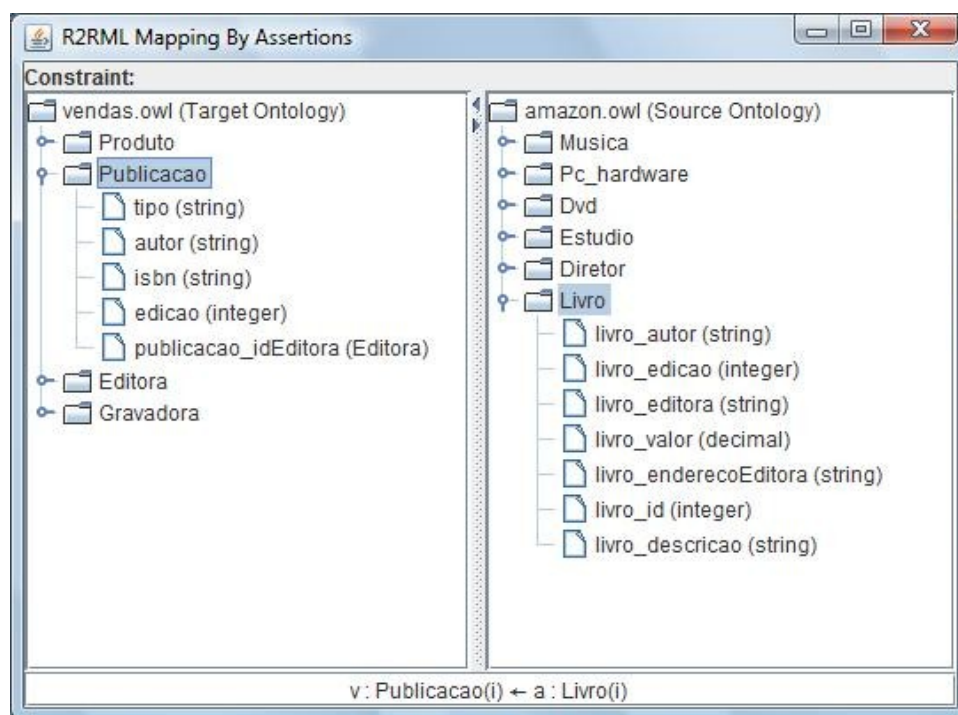 R2RML Mapping By Assertions
Constraint:
vendas.owl (Target Ontology)
Produto
Publicacao
tipo (string)
autor (string)
isbn (string)
edicao (integer)
publicacao_idEditora (Editora)
Editora
Gravadora
amazon.owl (Source Ontology)
Musica
Pc_hardware
Dvd
Estudio
Diretor
Livro
livro_autor (string)
livro_edicao (integer)
livro_editora (string)
livro_valor (decimal)
livro_enderecoEditora (string)
livro_id (integer)
livro_descricao (string)
v : Publicacao(i) ← a : Livro(i)